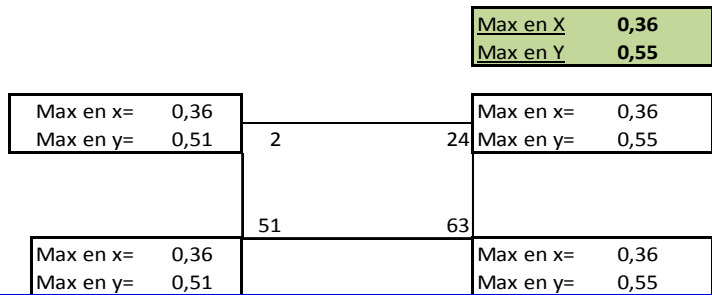 Max en X 0,36
Max en Y 0,55
Max en x= 0,36 Max en x= 0,36
Max en y= 0,51 2 24 Max en y= 0,55
51 63
Max en x= 0,36 Max en x= 0,36
Max en y= 0,51 Max en y= 0,55